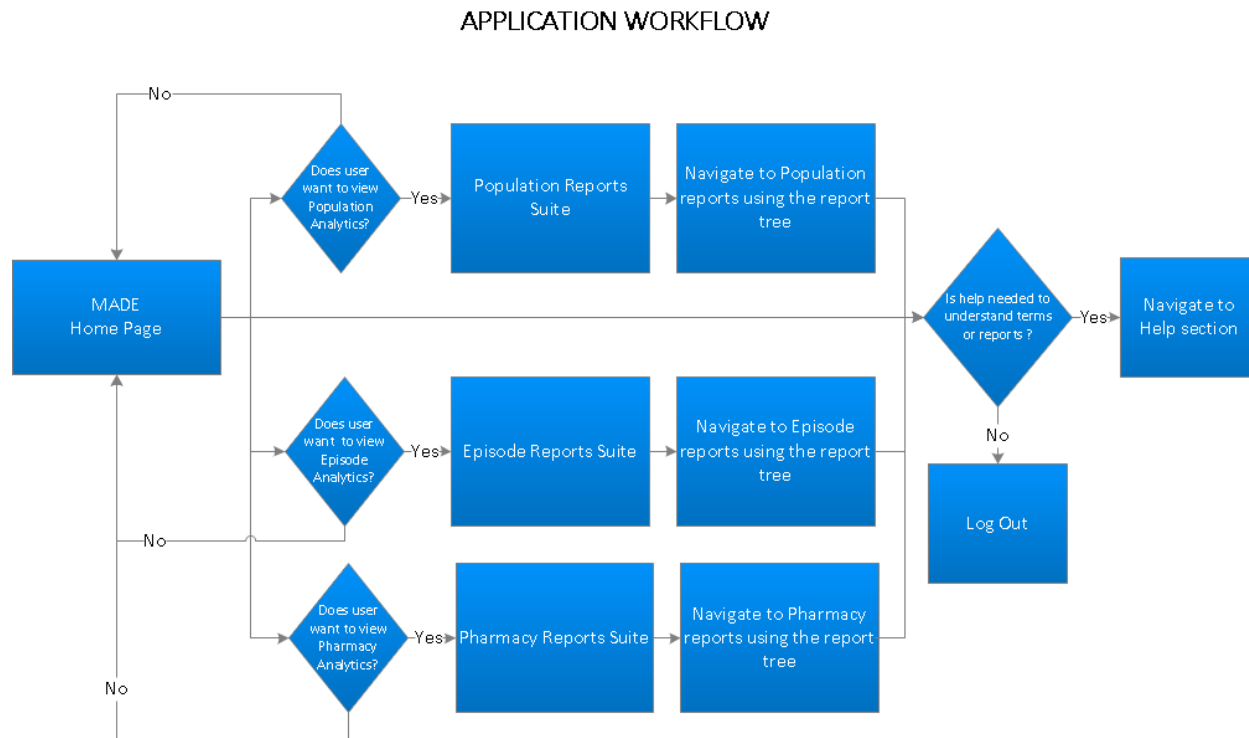 APPLICATION WORKFLOW
No
Does user
want to view
Population
Analytics?
Yes
Population Reports
Suite
Navigate to Population
reports using the report
tree
MADE
Home Page
Is help needed to
understand terms
or reports ?
Yes
Navigate to
Help section
Does user
want to view
Episode
Analytics?
Yes
Episode Reports Suite
Navigate to Episode
reports using the report
tree
No
No
Log Out
Does user
want to view
Pharmacy
Analytics?
Yes
Pharmacy Reports Suite
Navigate to Pharmacy
reports using the report
tree
No